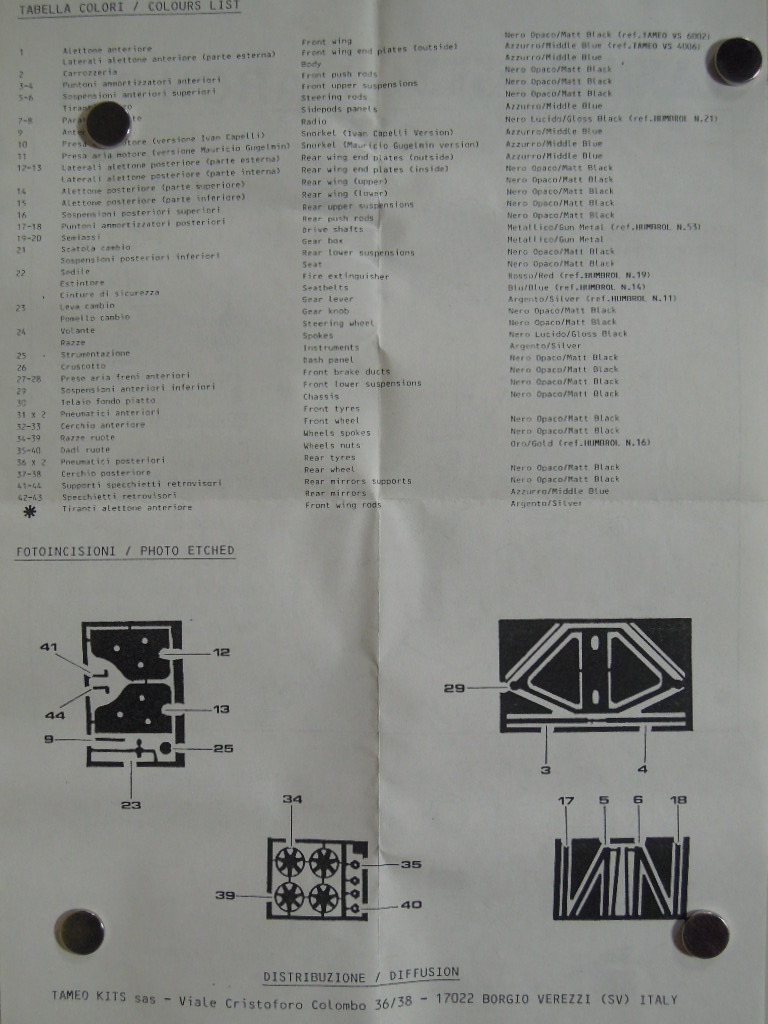 TABELLA COLORI / COLOURS LIST
1 Alettone anteriore Front wing Nero Opaco/Matt Black (ref.TAMEO VS 6002)
Laterali alettone anteriore (parte esterna) Front wing end plates (outside) Azzurro/Middle Blue (ref.TAMEO VS 4006)
2 Carrozzeria Body Azzurro/Middle Blue
3-4 Puntoni ammortizzatori anteriori Front push rods Nero Opaco/Matt Black
5-6 Sospensioni anteriori superiori Front upper suspensions Nero Opaco/Matt Black
Tiranti Steering rods Nero Opaco/Matt Black
7-8 Sidepods panels Azzurro/Middle Blue
9 Radio Nero Lucido/Gloss Black (ref.HUMBROL N.21)
10 Presa motore (versione Ivan Capelli) Snorkel (Ivan Capelli Version) Azzurro/Middle Blue
11 Presa aria motore (versione Mauricio Gugelmin) Snorkel (Mauricio Gugelmin version) Azzurro/Middle Blue
12-13 Laterali alettone posteriore (parte esterna) Rear wing end plates (outside) Azzurro/Middle Blue
Laterali alettone posteriore (parte interna) Rear wing end plates (inside) Nero Opaco/Matt Black
14 Alettone posteriore (parte superiore) Rear wing (upper) Nero Opaco/Matt Black
15 Alettone posteriore (parte inferiore) Rear wing (lower) Nero Opaco/Matt Black
16 Sospensioni posteriori superiori Rear upper suspensions Nero Opaco/Matt Black
17-18 Puntoni ammortizzatori posteriori Rear push rods Nero Opaco/Matt Black
19-20 Semiassi Drive shafts Metallico/Gun Metal (ref.HUMBROL N.53)
21 Scatola cambio Gear box Metallico/Gun Metal
Sospensioni posteriori inferiori Rear lower suspensions Nero Opaco/Matt Black
22 Sedile Seat Nero Opaco/Matt Black
Estintore Fire extinguisher Rosso/Red (ref.HUMBROL N.19)
Cinture di sicurezza Seatbelts Blu/Blue (ref.HUMBROL N.14)
23 Leva cambio Gear lever Argento/Silver (ref.HUMBROL N.11)
Pomello cambio Gear knob Nero Opaco/Matt Black
24 Volante Steering wheel Nero Opaco/Matt Black
Razze Spokes Nero Lucido/Gloss Black
25 Strumentazione Instruments Argento/Silver
26 Cruscotto Dash panel Nero Opaco/Matt Black
27-28 Prese aria freni anteriori Front brake ducts Nero Opaco/Matt Black
29 Sospensioni anteriori inferiori Front lower suspensions Nero Opaco/Matt Black
30 Telaio fondo piatto Chassis Nero Opaco/Matt Black
31 x 2 Pneumatici anteriori Front tyres
32-33 Cerchio anteriore Front wheel Nero Opaco/Matt Black
34-39 Razze ruote Wheels spokes Nero Opaco/Matt Black
35-40 Dadi ruote Wheels nuts Oro/Gold (ref.HUMBROL N.16)
36 x 2 Pneumatici posteriori Rear tyres
37-38 Cerchio posteriore Rear wheel Nero Opaco/Matt Black
41-44 Supporti specchietti retrovisori Rear mirrors supports Nero Opaco/Matt Black
42-43 Specchietti retrovisori Rear mirrors Azzurro/Middle Blue
* Tiranti alettone anteriore Front wing rods Argento/Silver
FOTOINCISIONI / PHOTO ETCHED
41 12
44 13
9 25
23
29
3 4
34
35
39 40
17 5 6 18
DISTRIBUZIONE / DIFFUSION
TAMEO KITS sas - Viale Cristoforo Colombo 36/38 - 17022 BORGIO VEREZZI (SV) ITALY